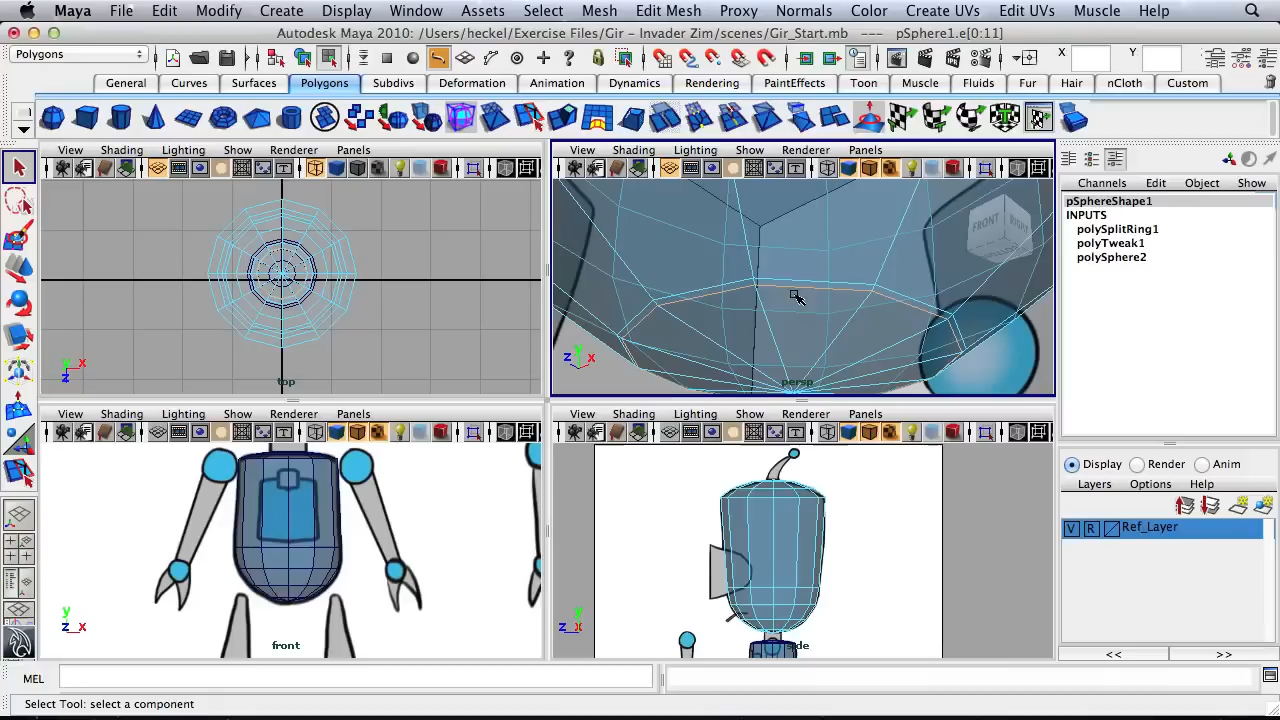 Maya File Edit Modify Create Display Window Assets Select Mesh Edit Mesh Proxy Normals Color Create UVs Edit UVs Muscle Help
Autodesk Maya 2010: /Users/heckel/Exercise Files/Gir - Invader Zim/scenes/Gir_Start.mb --- pSphere1.e[0:11]
Polygons X Y
General Curves Surfaces Polygons Subdivs Deformation Animation Dynamics Rendering PaintEffects Toon Muscle Fluids Fur Hair nCloth Custom
View Shading Lighting Show Renderer Panels
top
y x
z
View Shading Lighting Show Renderer Panels
FRONT RIGHT
persp
y
z x
View Shading Lighting Show Renderer Panels
front
y
z x
View Shading Lighting Show Renderer Panels
side
y
z x
Channels Edit Object Show
pSphereShape1
INPUTS
polySplitRing1
polyTweak1
polySphere2
Display Render Anim
Layers Options Help
V R Ref_Layer
<< >>
MEL
Select Tool: select a component